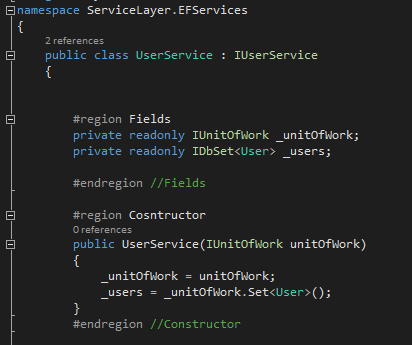 namespace ServiceLayer.EFServices
{
2 references
public class UserService : IUserService
{
#region Fields
private readonly IUnitOfWork _unitOfWork;
private readonly IDbSet<User> _users;
#endregion //Fields
#region Cosntructor
0 references
public UserService(IUnitOfWork unitOfWork)
{
_unitOfWork = unitOfWork;
_users = _unitOfWork.Set<User>();
}
#endregion //Constructor